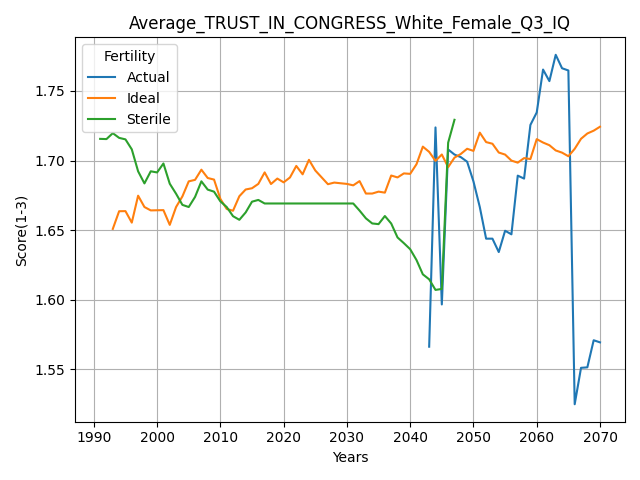 Average_TRUST_IN_CONGRESS_White_Female_Q3_IQ
Fertility
Actual
Ideal
Sterile
Score(1-3)
1.75
1.70
1.65
1.60
1.55
1990 2000 2010 2020 2030 2040 2050 2060 2070
Years